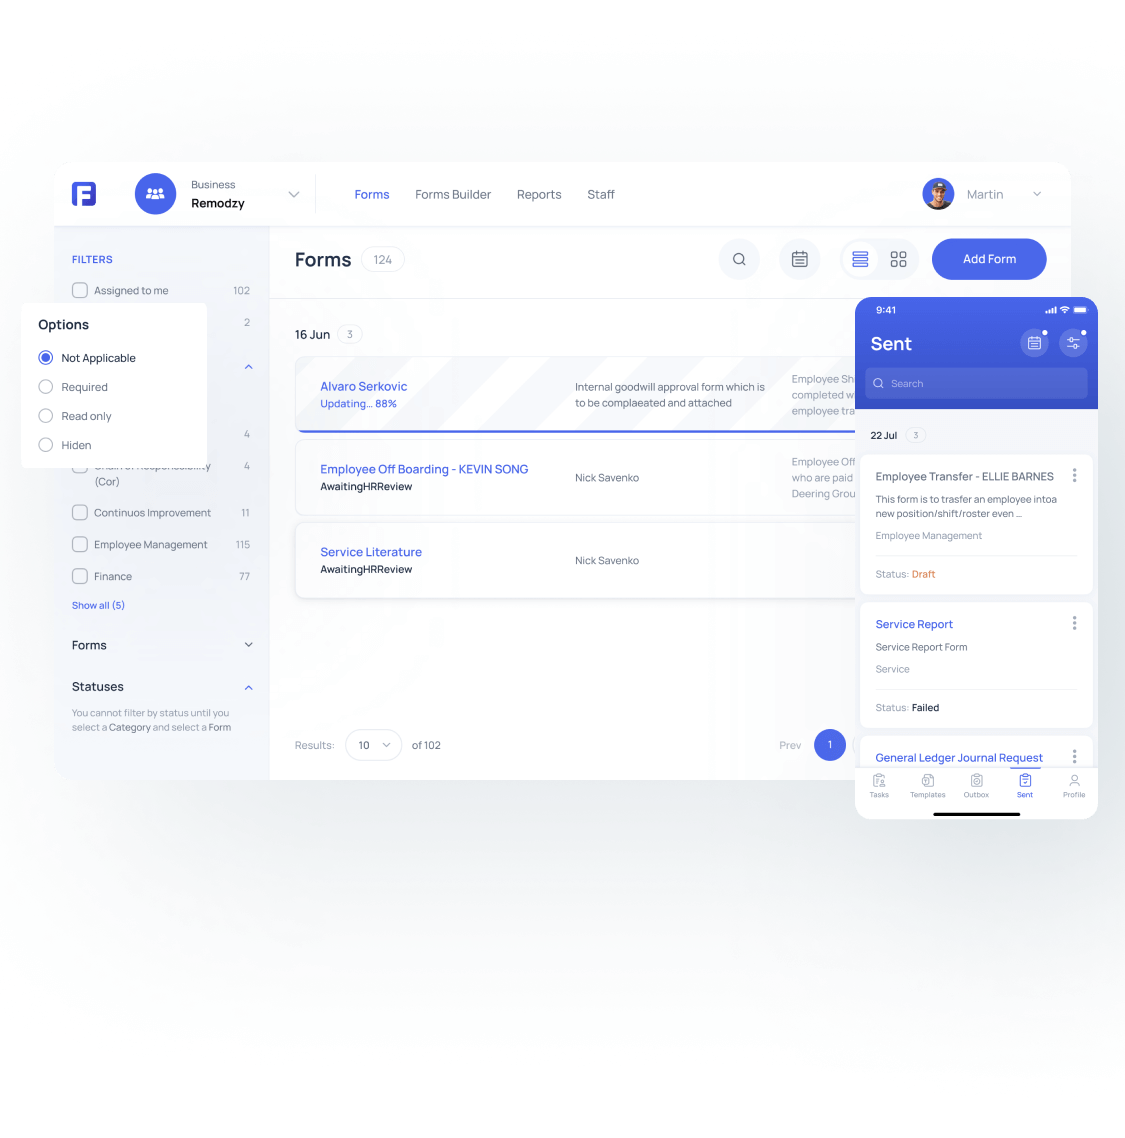 F
Business
Remodzy
Forms
Forms Builder
Reports
Staff
Martin
FILTERS
Assigned to me 102
2
Options
Not Applicable
Required
Read only
Hiden
4
Chain of Responsibility 4
(Cor)
Continuos Improvement 11
Employee Management 115
Finance 77
Show all (5)
Forms
Statuses
You cannot filter by status until you
select a Category and select a Form
Forms 124
Add Form
16 Jun 3
Alvaro Serkovic
Updating... 88%
Internal goodwill approval form which is
to be complaeated and attached
Employee Sh
completed w
employee tra
Employee Off Boarding - KEVIN SONG
AwaitingHRReview
Nick Savenko
Employee Off
who are paid
Deering Grou
Service Literature
AwaitingHRReview
Nick Savenko
Results: 10 of 102
Prev 1
9:41
Sent
Search
22 Jul 3
Employee Transfer - ELLIE BARNES
This form is to trasfer an employee intoa
new position/shift/roster even ...
Employee Management
Status: Draft
Service Report
Service Report Form
Service
Status: Failed
General Ledger Journal Request
Tasks
Templates
Outbox
Sent
Profile